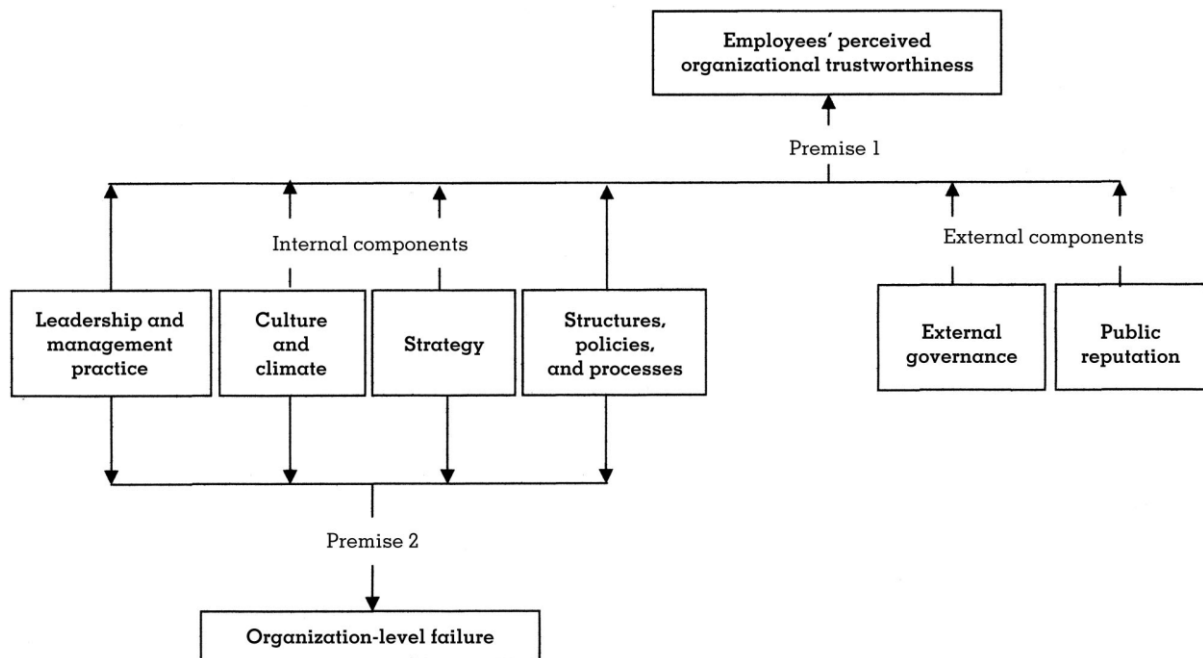 Employees' perceived
organizational trustworthiness
Premise 1
Internal components
External components
Leadership and
management
practice
Culture
and
climate
Strategy
Structures,
policies,
and processes
External
governance
Public
reputation
Premise 2
Organization-level failure